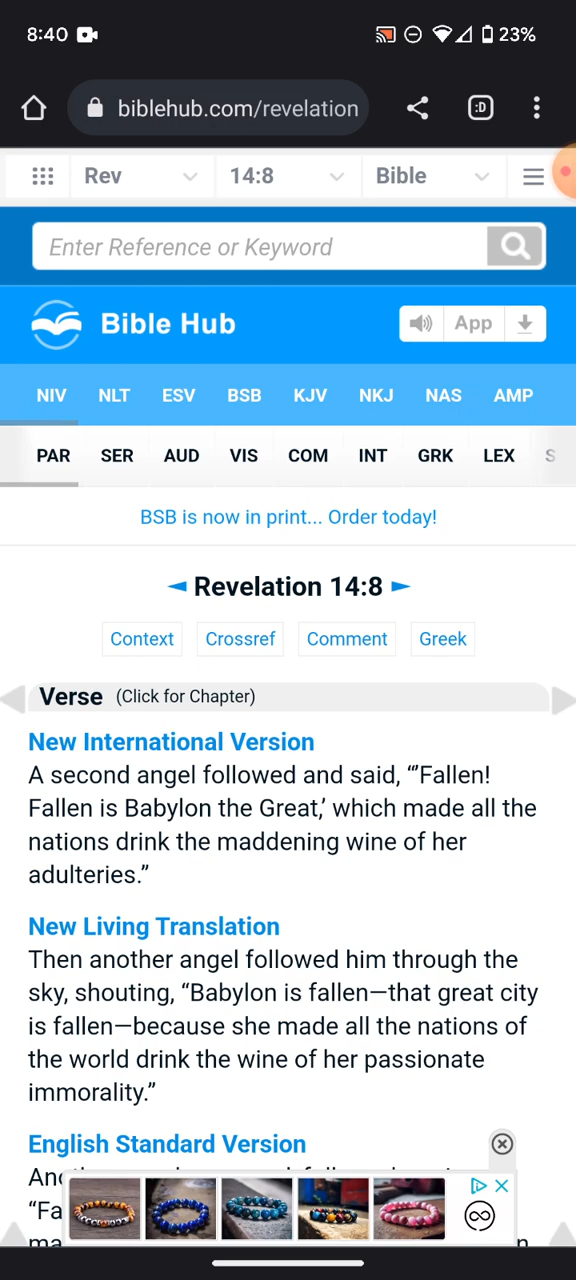 8:40
23%
biblehub.com/revelation
:D
Rev
14:8
Bible
Enter Reference or Keyword
Bible Hub
App
NIV NLT ESV BSB KJV NKJ NAS AMP
PAR SER AUD VIS COM INT GRK LEX S
BSB is now in print... Order today!
◄ Revelation 14:8 ►
Context Crossref Comment Greek
Verse (Click for Chapter)
New International Version
A second angel followed and said, “‘Fallen!
Fallen is Babylon the Great,’ which made all the
nations drink the maddening wine of her
adulteries.”
New Living Translation
Then another angel followed him through the
sky, shouting, “Babylon is fallen—that great city
is fallen—because she made all the nations of
the world drink the wine of her passionate
immorality.”
English Standard Version